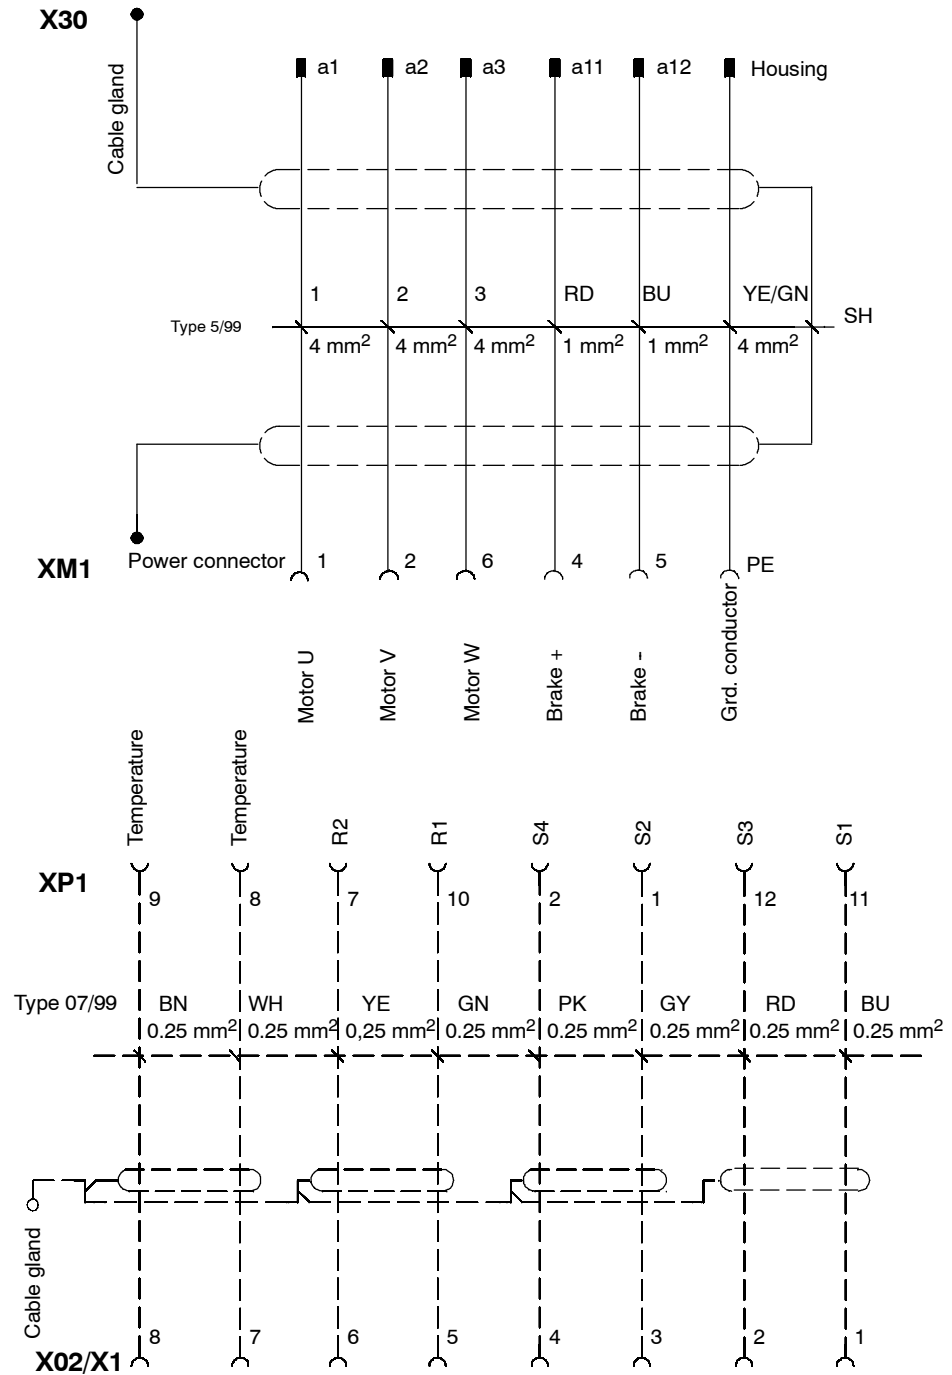 X30
Cable gland
a1 a2 a3 a11 a12 Housing
1 2 3 RD BU YE/GN
Type 5/99
SH
4 mm² 4 mm² 4 mm² 1 mm² 1 mm² 4 mm²
XM1
Power connector 1 2 6 4 5 PE
Motor U
Motor V
Motor W
Brake +
Brake -
Grd. conductor
Temperature
Temperature
R2
R1
S4
S2
S3
S1
XP1
9 8 7 10 2 1 12 11
Type 07/99 BN WH YE GN PK GY RD BU
0.25 mm² 0.25 mm² 0,25 mm² 0.25 mm² 0.25 mm² 0.25 mm² 0.25 mm² 0.25 mm²
Cable gland
8 7 6 5 4 3 2 1
X02/X1